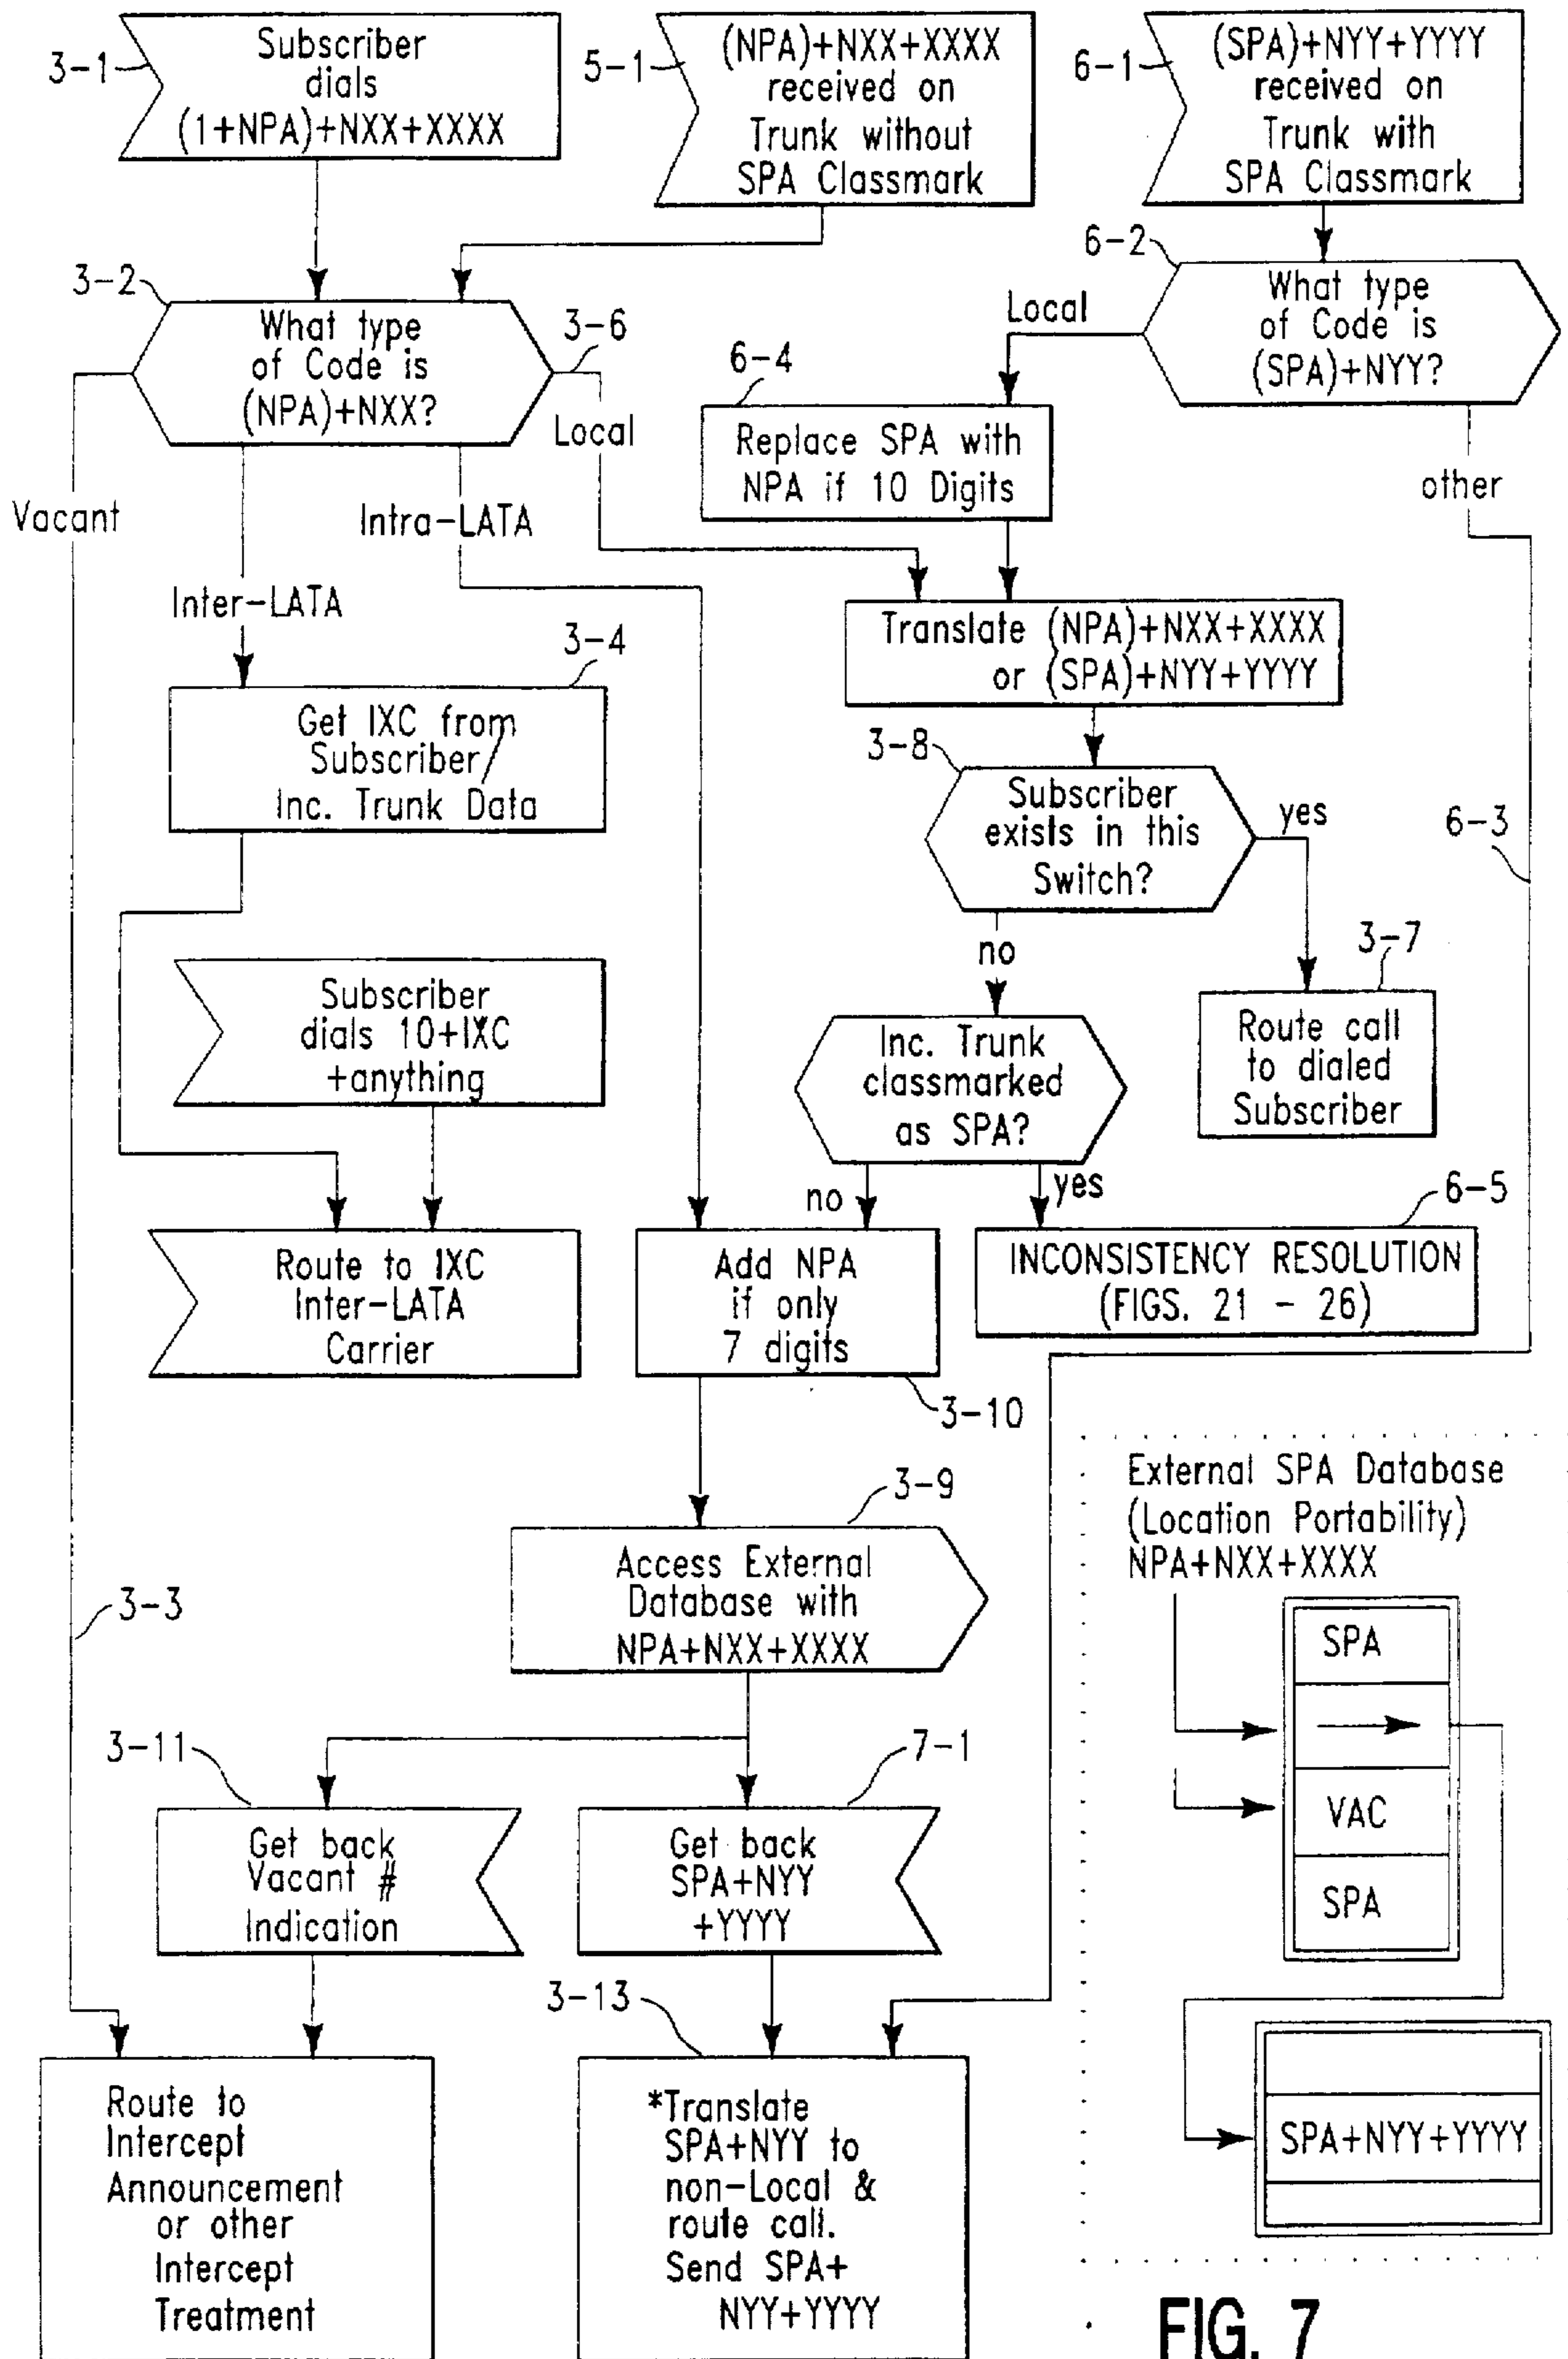 3-1
Subscriber
dials
(1+NPA)+NXX+XXXX
5-1
(NPA)+NXX+XXXX
received on
Trunk without
SPA Classmark
6-1
(SPA)+NYY+YYYY
received on
Trunk with
SPA Classmark
3-2
What type
of Code is
(NPA)+NXX?
3-6
Local
6-2
What type
of Code is
(SPA)+NYY?
Local
6-4
Replace SPA with
NPA if 10 Digits
other
Vacant
Intra-LATA
Inter-LATA
Translate (NPA)+NXX+XXXX
or (SPA)+NYY+YYYY
3-4
Get IXC from
Subscriber/
Inc. Trunk Data
3-8
Subscriber
exists in this
Switch?
yes
6-3
no
3-7
Route call
to dialed
Subscriber
Subscriber
dials 10+IXC
+anything
Inc. Trunk
classmarked
as SPA?
no
yes
6-5
Route to IXC
Inter-LATA
Carrier
Add NPA
if only
7 digits
INCONSISTENCY RESOLUTION
(FIGS. 21 - 26)
3-10
3-9
Access External
Database with
NPA+NXX+XXXX
External SPA Database
(Location Portability)
NPA+NXX+XXXX
SPA
VAC
SPA
3-3
3-11
Get back
Vacant #
Indication
7-1
Get back
SPA+NYY
+YYYY
3-13
Route to
Intercept
Announcement
or other
Intercept
Treatment
*Translate
SPA+NYY to
non-Local &
route call.
Send SPA+
NYY+YYYY
SPA+NYY+YYYY
FIG. 7